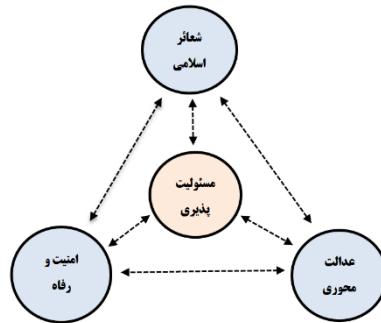 شعائر
اسلامی
مسئولیت
پذیری
عدالت
محوری
امنیت و
رفاه